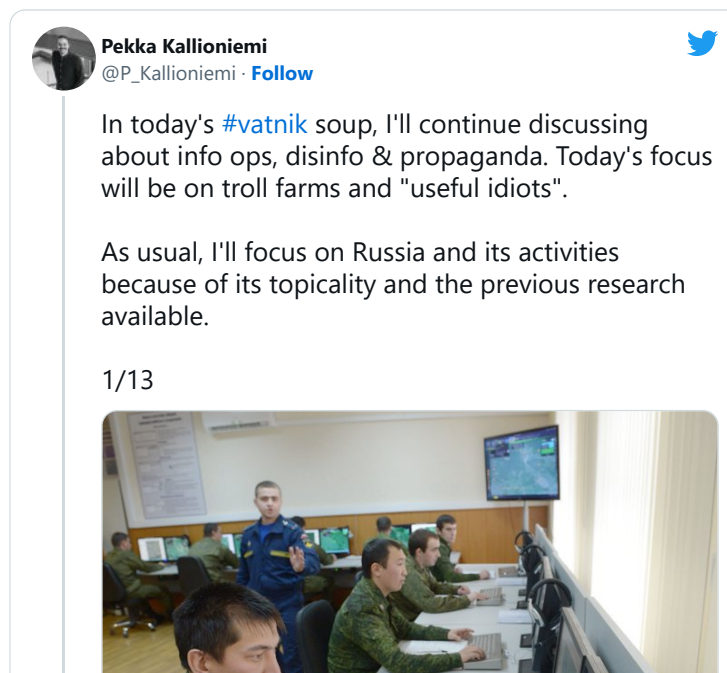 Pekka Kallioniemi
@P_Kallioniemi · Follow
In today's #vatnik soup, I'll continue discussing
about info ops, disinfo & propaganda. Today's focus
will be on troll farms and "useful idiots".
As usual, I'll focus on Russia and its activities
because of its topicality and the previous research
available.
1/13